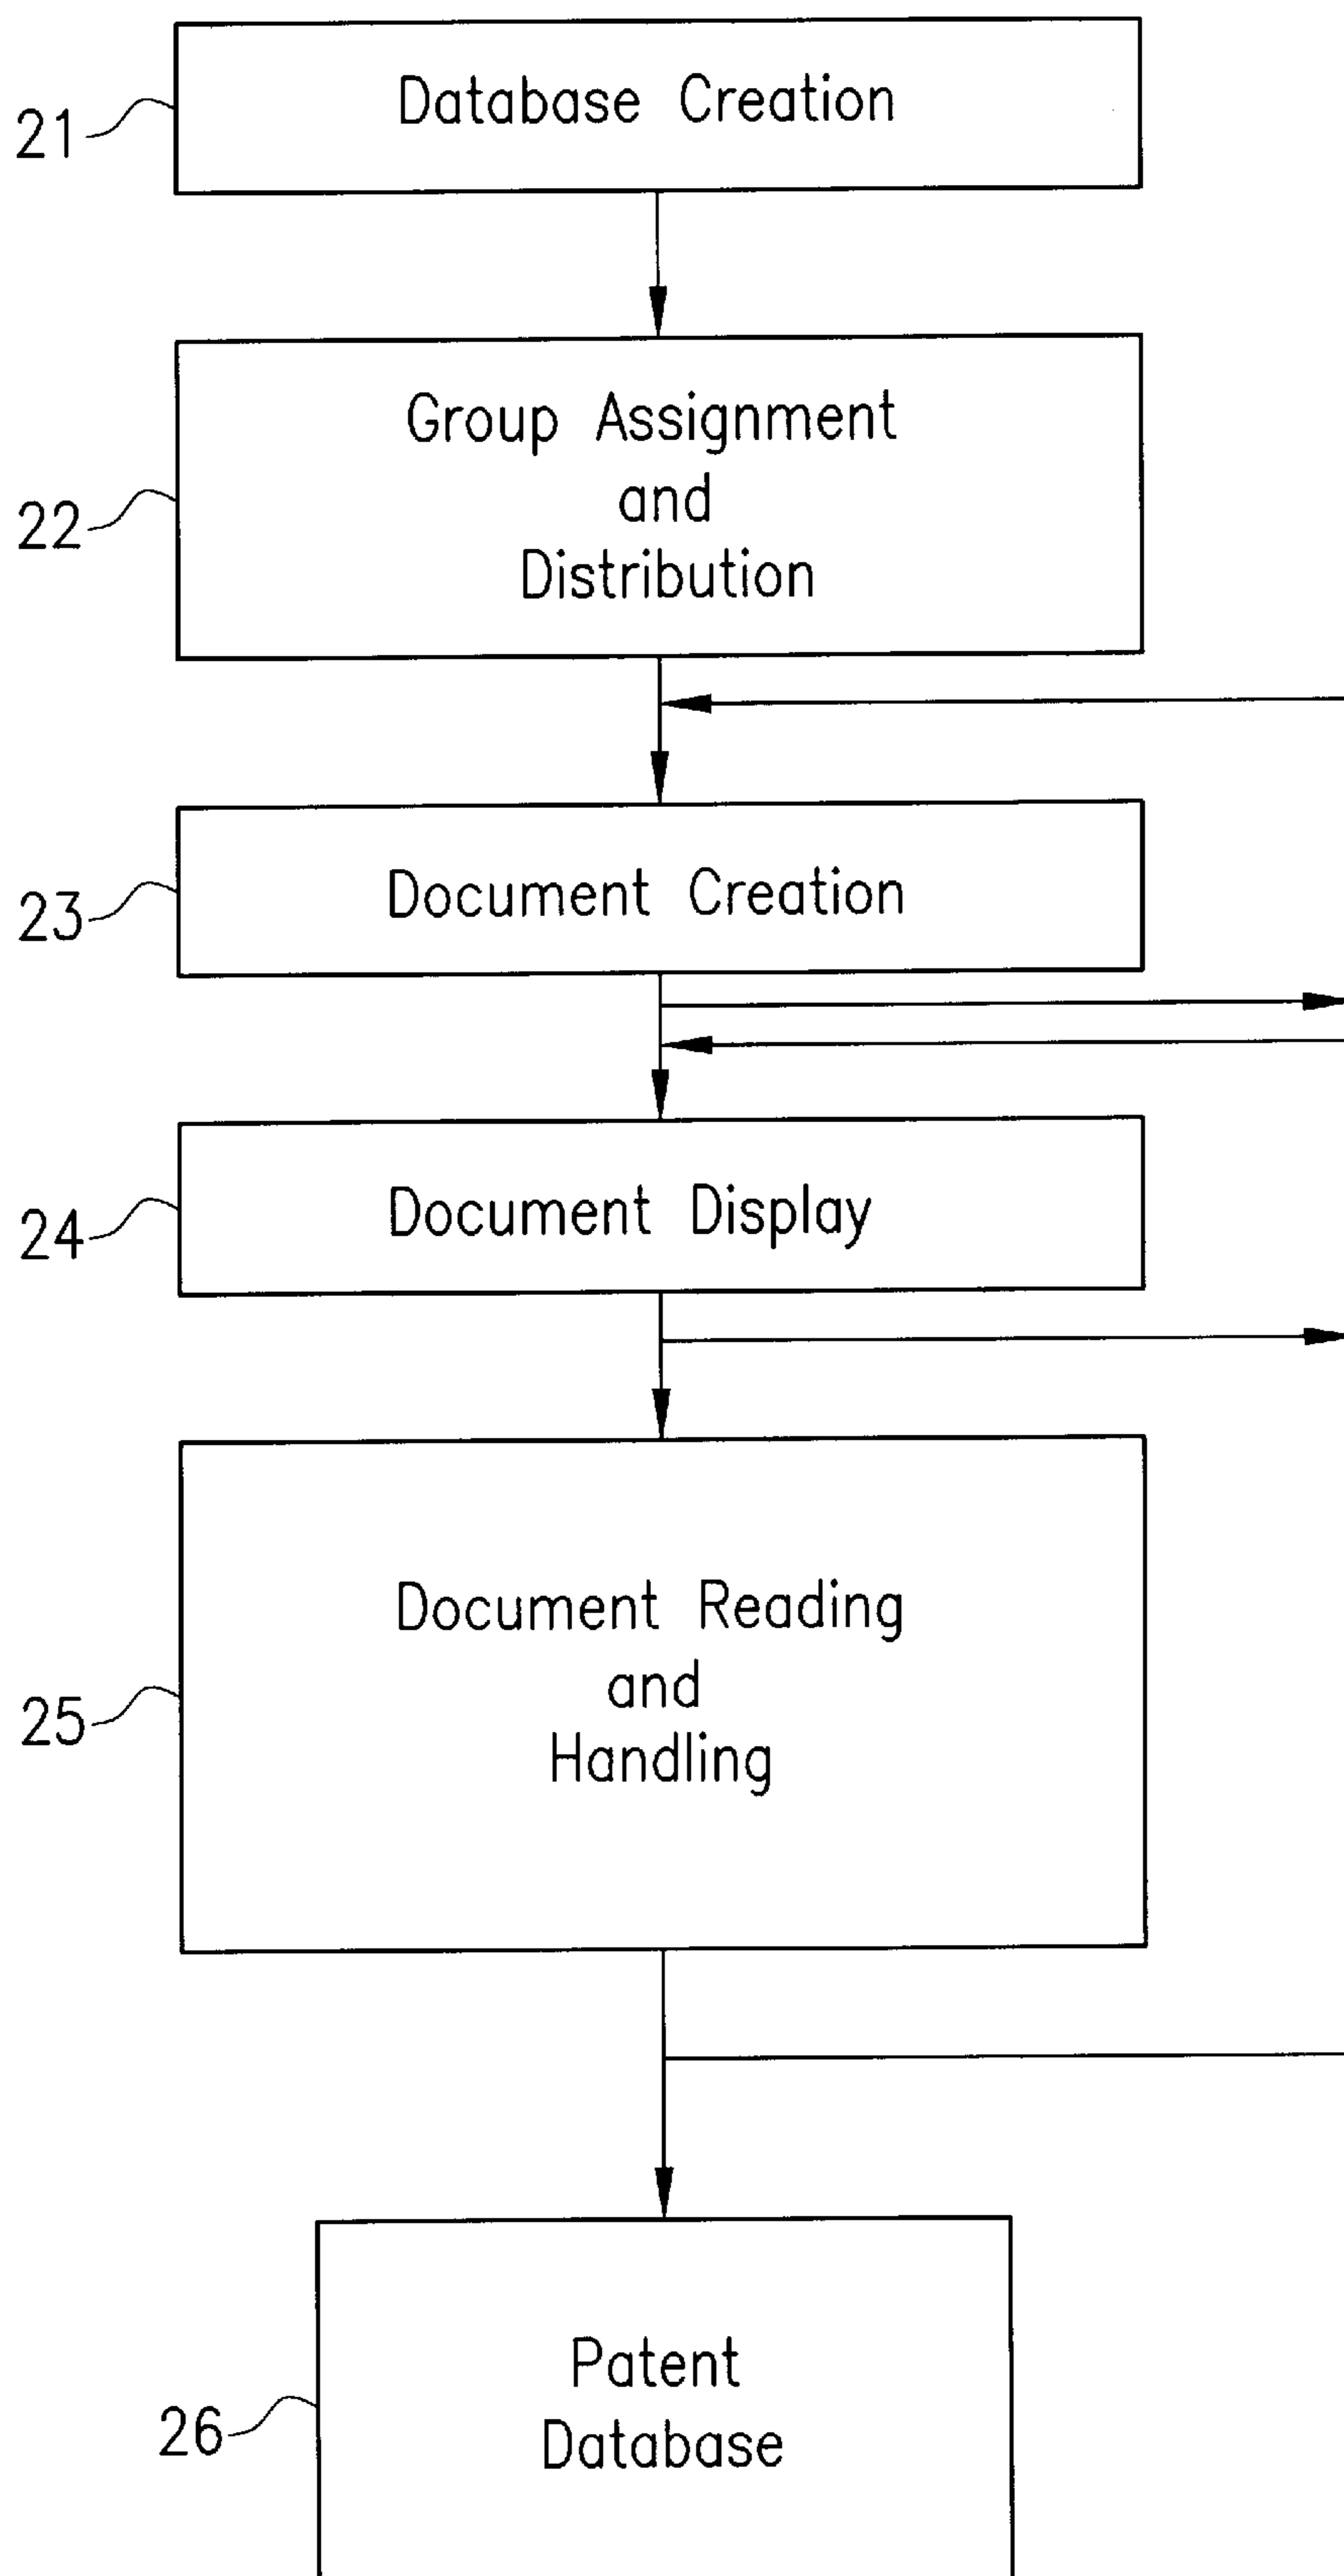 Database Creation
21
Group Assignment
and
Distribution
22
Document Creation
23
Document Display
24
Document Reading
and
Handling
25
Patent
Database
26